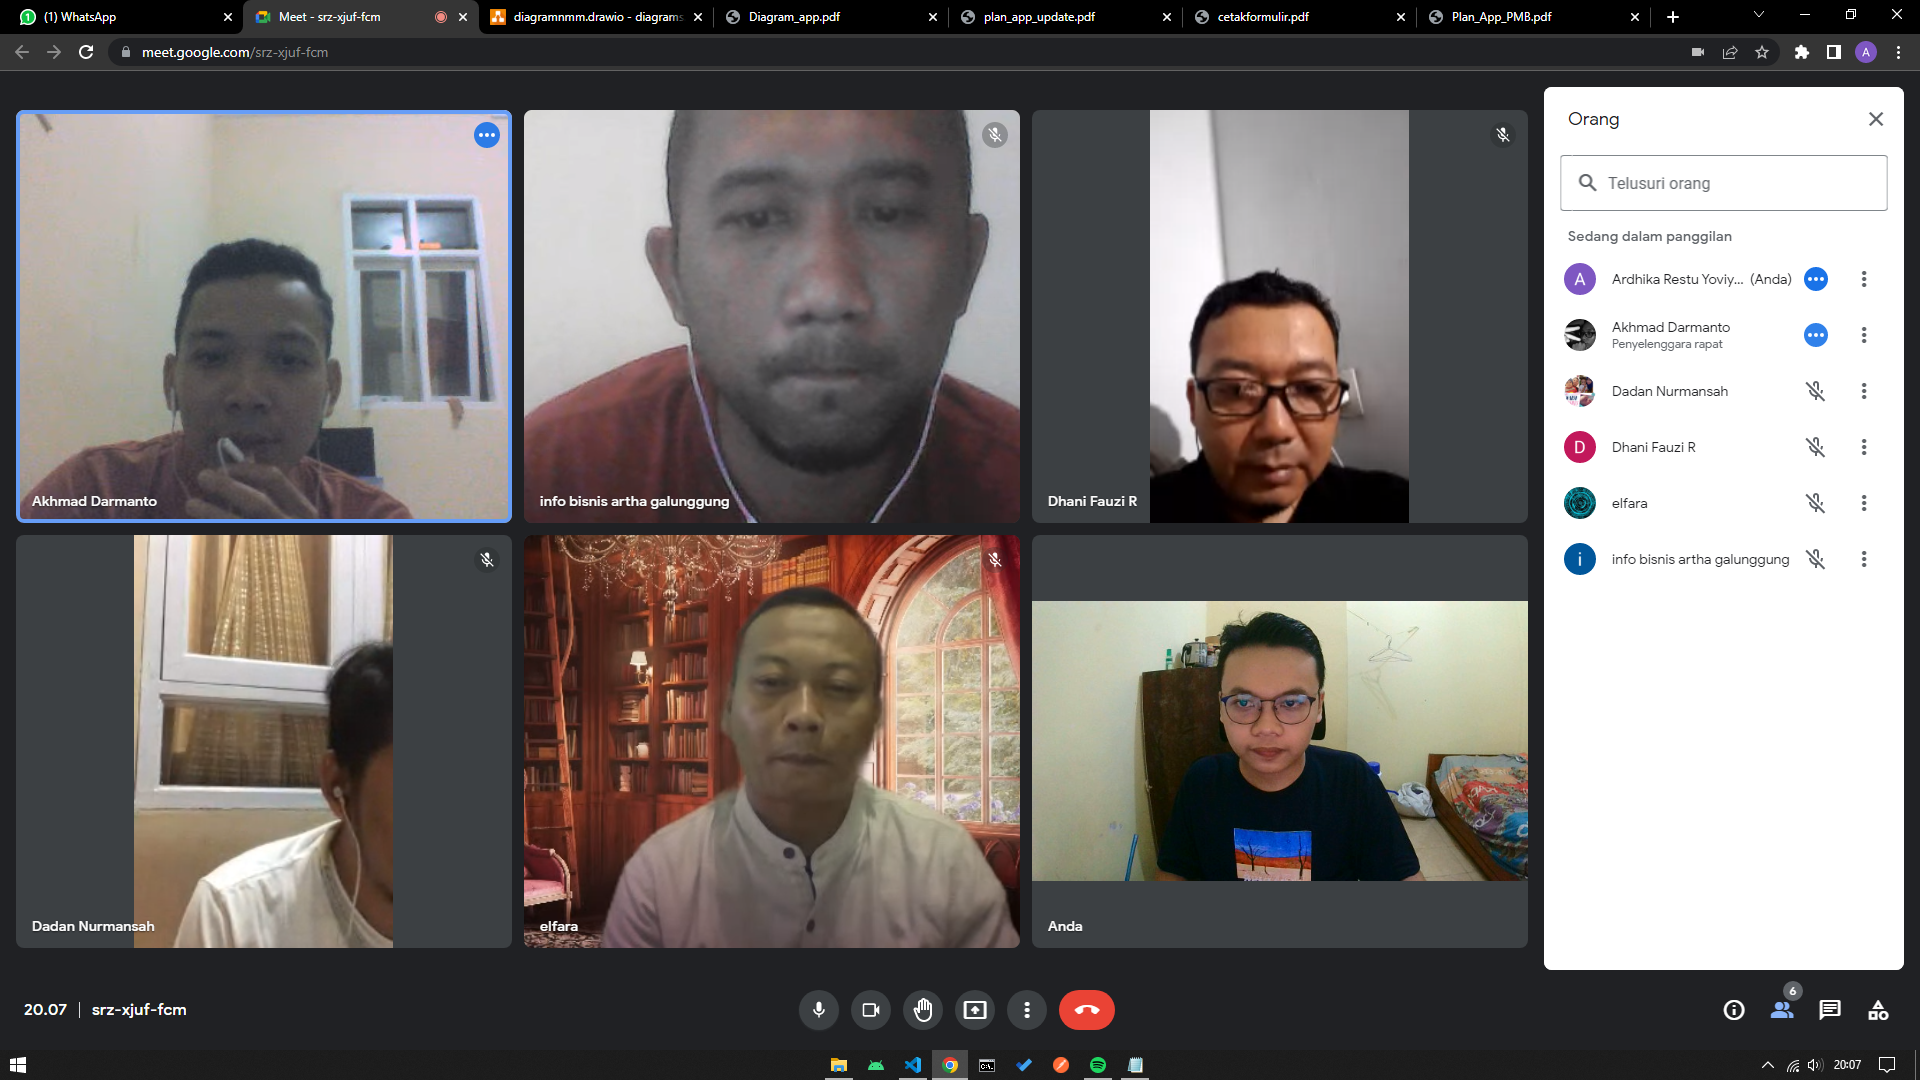 (1) WhatsApp
Meet - srz-xjuf-fcm
diagramnmm.drawio - diagrams
Diagram_app.pdf
plan_app_update.pdf
cetakformulir.pdf
Plan_App_PMB.pdf
meet.google.com/srz-xjuf-fcm
A
Akhmad Darmanto
info bisnis artha galunggung
Dhani Fauzi R
Dadan Nurmansah
elfara
Anda
Orang
Telusuri orang
Sedang dalam panggilan
A
Ardhika Restu Yoviy... (Anda)
Akhmad Darmanto
Penyelenggara rapat
Dadan Nurmansah
D
Dhani Fauzi R
elfara
i
info bisnis artha galunggung
20.07 | srz-xjuf-fcm
6
20:07